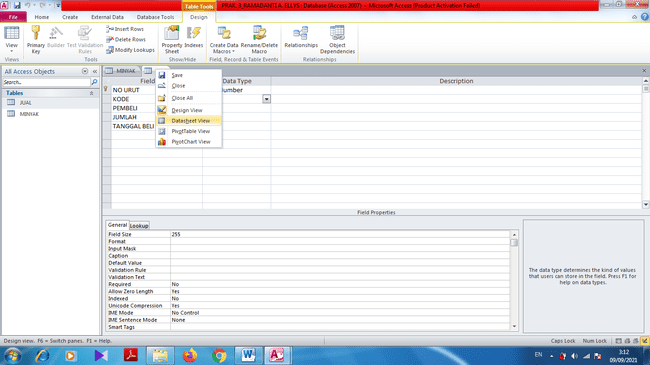 Table Tools
PRAK. 3_RAMADANTI.A_TI.LYS - Database (Access 2007) - Microsoft Access (Product Activation Failed)
File Home Create External Data Database Tools Design
View
Primary Key
Builder
Test Validation Rules
Insert Rows
Delete Rows
Modify Lookups
Property Sheet
Indexes
Create Data Macros
Rename/Delete Macro
Relationships
Object Dependencies
Views
Tools
Show/Hide
Field, Record & Table Events
Relationships
All Access Objects
Search...
Tables
JUAL
MINYAK
MINYAK
Data Type
Description
NO URUT
KODE
PEMBELI
JUMLAH
TANGGAL BELI
Save
Close
Close All
Design View
Datasheet View
PivotTable View
PivotChart View
Field Properties
General Lookup
Field Size 255
Format
Input Mask
Caption
Default Value
Validation Rule
Validation Text
Required No
Allow Zero Length Yes
Indexed No
Unicode Compression Yes
IME Mode No Control
IME Sentence Mode None
Smart Tags
The data type determines the kind of values
that users can store in the field. Press F1 for
help on data types.
Design view. F6 = Switch panes. F1 = Help.
Caps Lock Num Lock
EN
3:12
09/09/2021